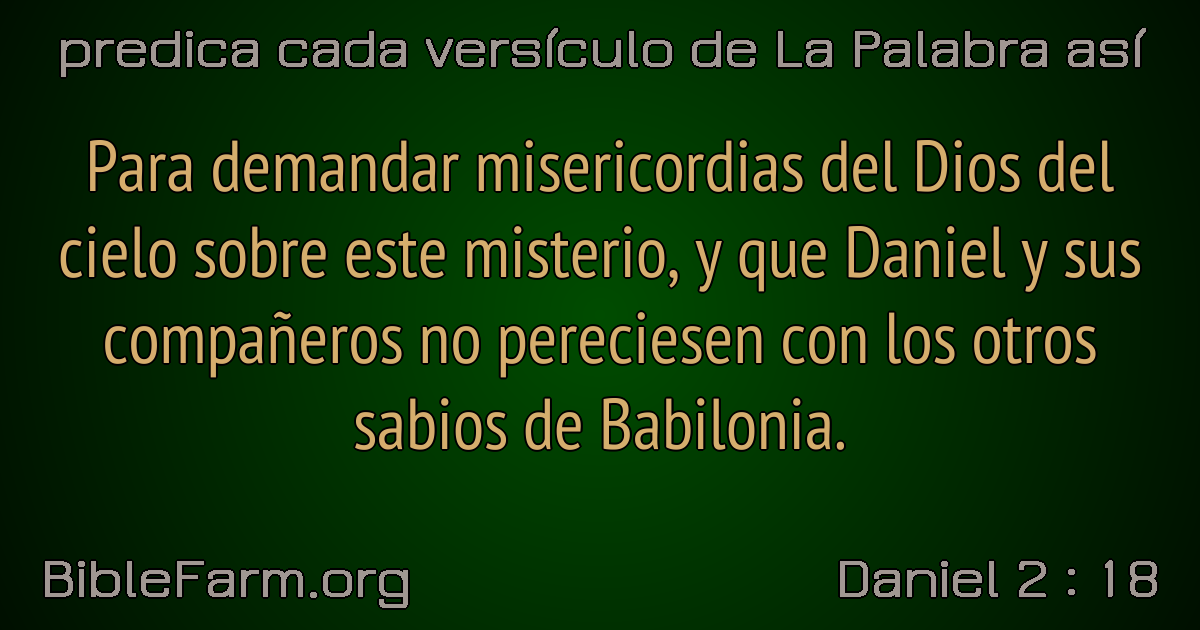 predica cada versículo de La Palabra así
Para demandar misericordias del Dios del
cielo sobre este misterio, y que Daniel y sus
compañeros no pereciesen con los otros
sabios de Babilonia.
BibleFarm.org
Daniel 2 : 18